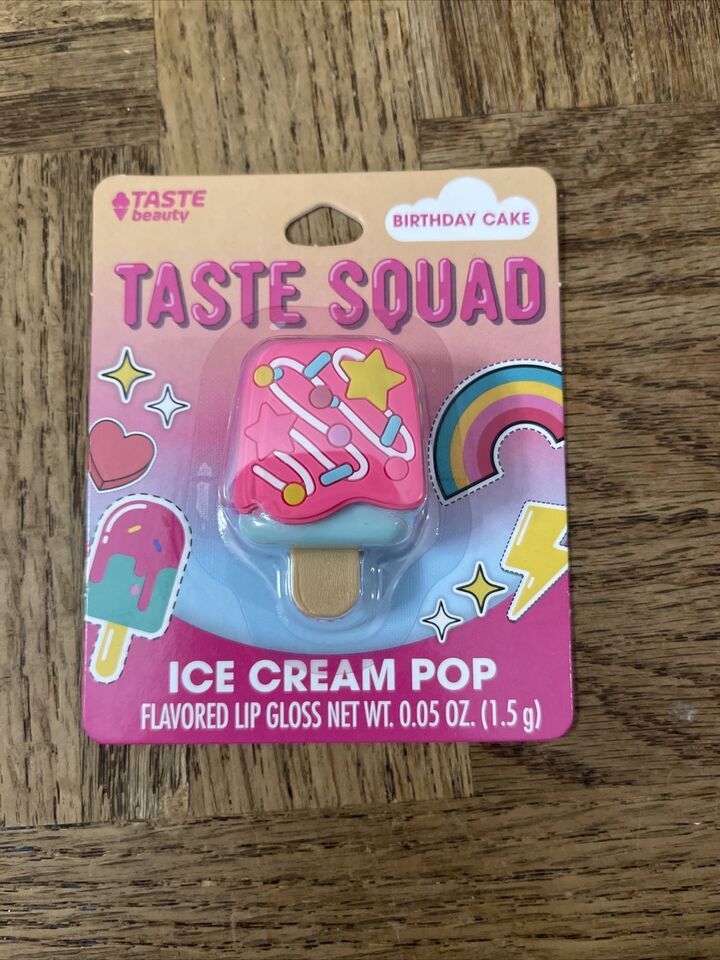 TASTE
beauty
BIRTHDAY CAKE
TASTE SQUAD
ICE CREAM POP
FLAVORED LIP GLOSS NET WT. 0.05 OZ. (1.5 g)